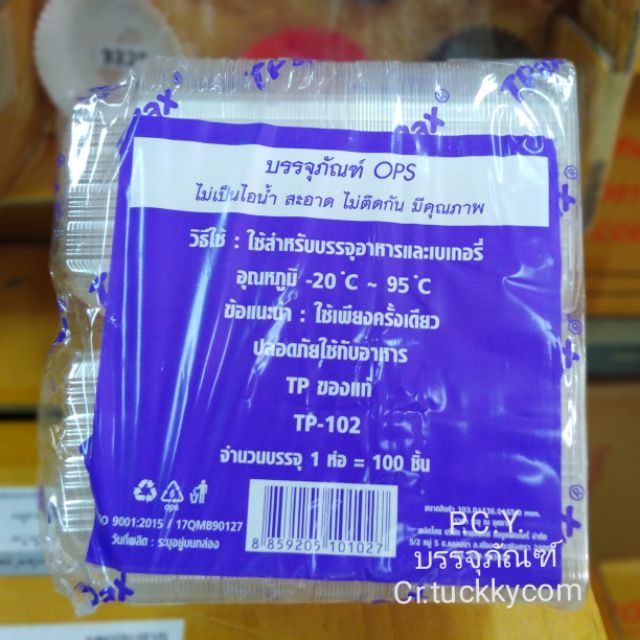 บรรจุภัณฑ์ OPS
ไม่เป็นไอน้ำ สะอาด ไม่ติดกัน มีคุณภาพ
วิธีใช้ : ใช้สำหรับบรรจุอาหารและเบเกอรี่
อุณหภูมิ -20 ํC ~ 95 ํC
ข้อแนะนำ : ใช้เพียงครั้งเดียว
ปลอดภัยใช้กับอาหาร
TP ของแท้
TP-102
จำนวนบรรจุ 1 ห่อ = 100 ชิ้น
OPS
ISO 9001:2015 / 17QMB90127
วันที่ผลิต : ระบุอยู่บนกล่อง
8 859205 101027
P.C.Y.
บรรจุภัณฑ์
Cr.tuckkycom